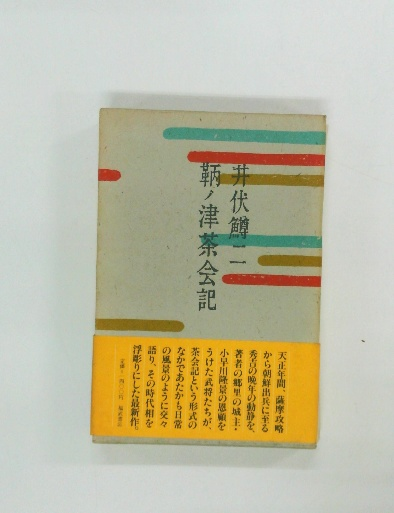 井伏鱒二
鞆ノ津茶会記
天正年間、薩摩攻略
から朝鮮出兵に至る
秀吉の晩年の動静を、
著者の郷里の城主・
小早川隆景の恩顧を
うけた武将たちが、
茶会記という形式の
なかであたかも日常
の風景のように交々
語り、その時代相を
浮彫りにした最新作。
福武書店